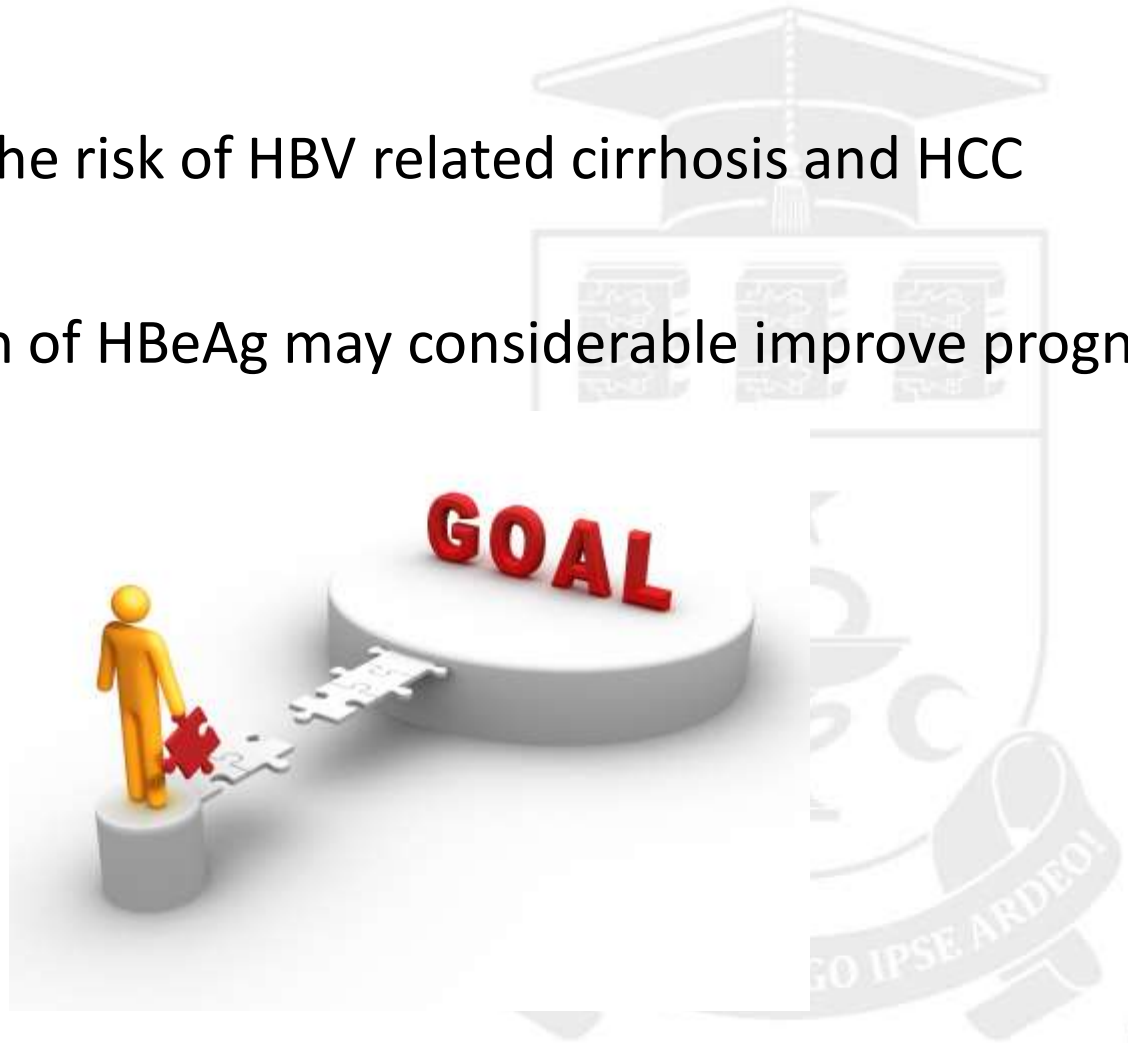 he risk of HBV related cirrhosis and HCC
n of HBeAg may considerable improve progn
GOAL
GO IPSE ARDEO!